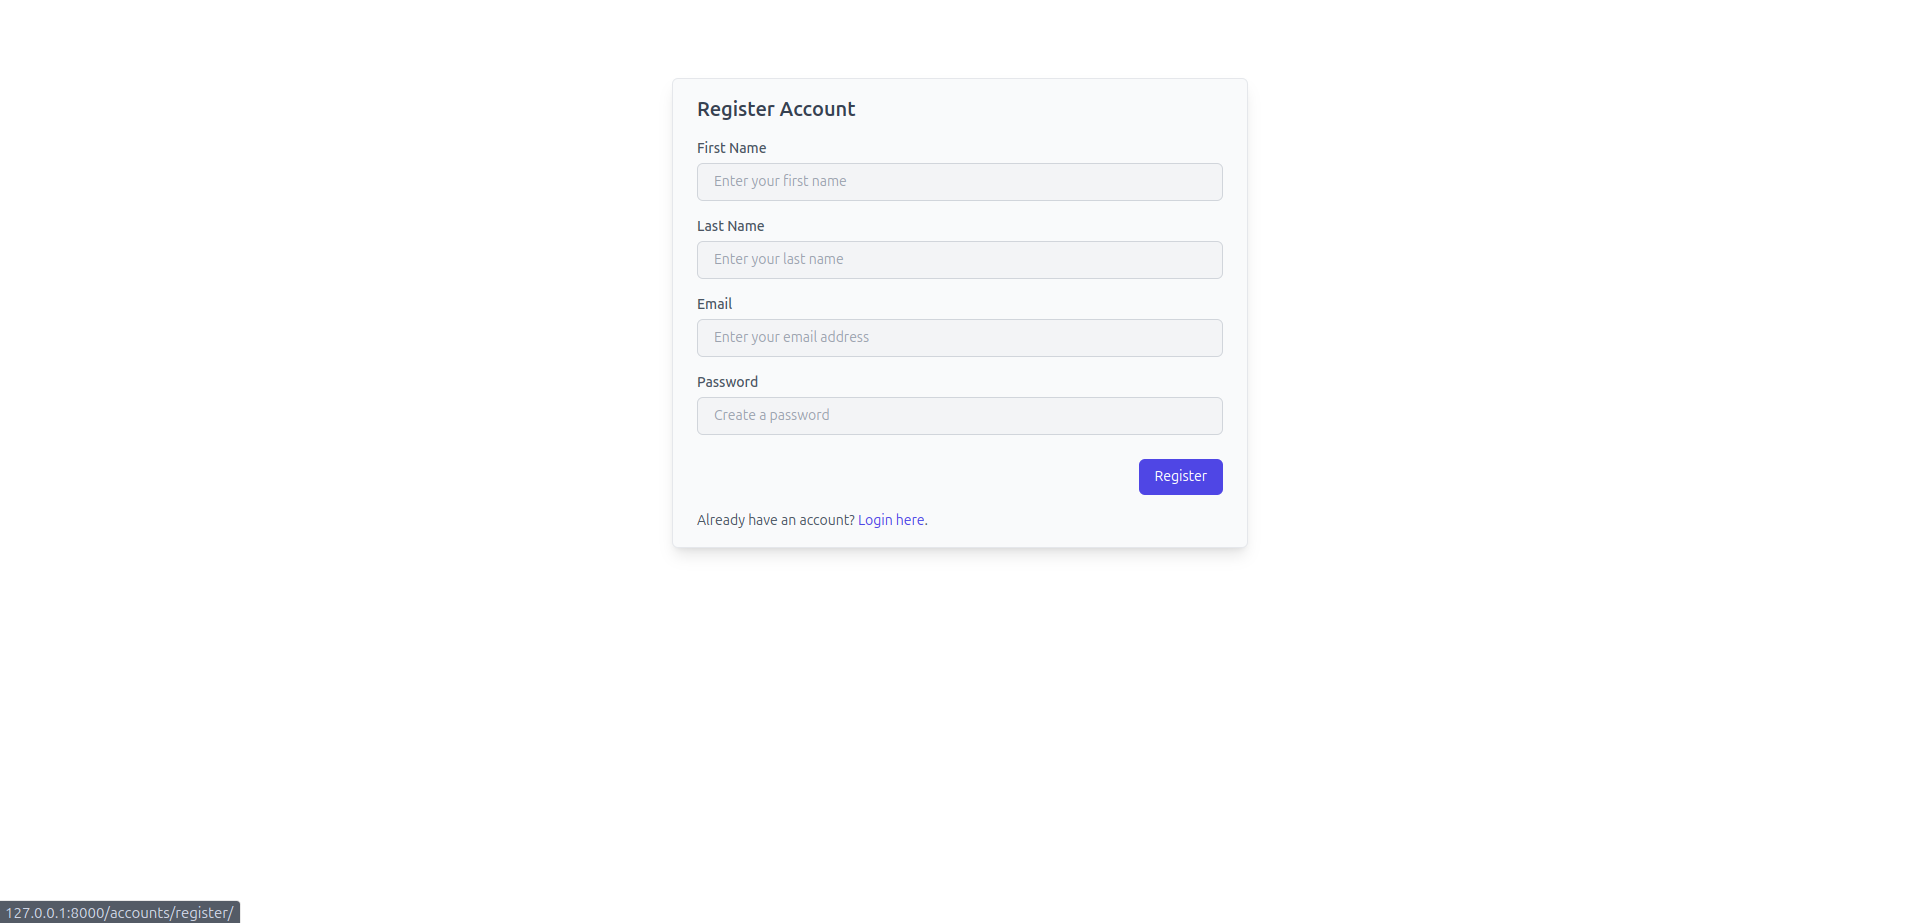 Register Account
First Name
Enter your first name
Last Name
Enter your last name
Email
Enter your email address
Password
Create a password
Register
Already have an account? Login here.
127.0.0.1:8000/accounts/register/